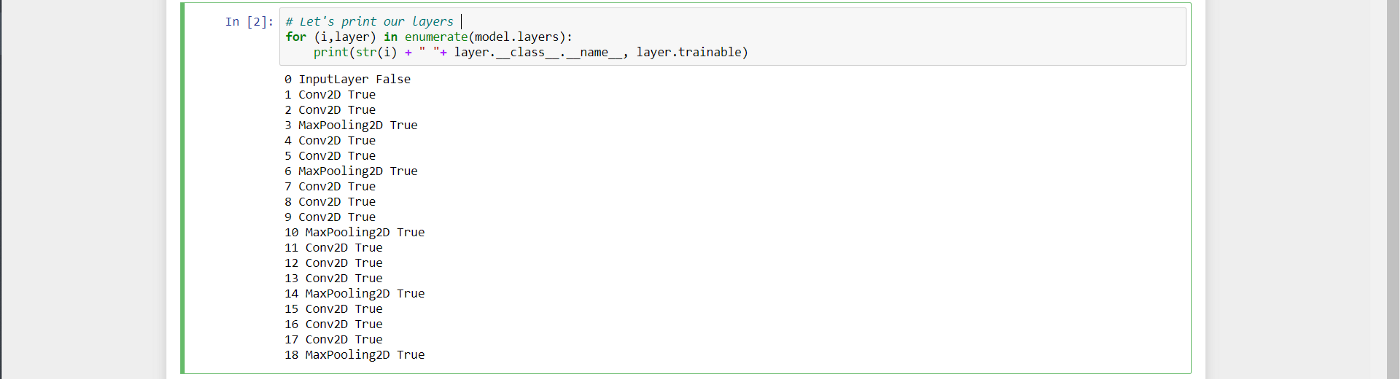 In [2]: # Let's print our layers
for (i,layer) in enumerate(model.layers):
    print(str(i) + " "+ layer.__class__.__name__, layer.trainable)
0 InputLayer False
1 Conv2D True
2 Conv2D True
3 MaxPooling2D True
4 Conv2D True
5 Conv2D True
6 MaxPooling2D True
7 Conv2D True
8 Conv2D True
9 Conv2D True
10 MaxPooling2D True
11 Conv2D True
12 Conv2D True
13 Conv2D True
14 MaxPooling2D True
15 Conv2D True
16 Conv2D True
17 Conv2D True
18 MaxPooling2D True